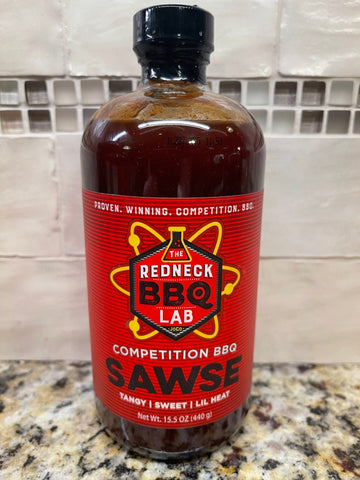 PROVEN. WINNING. COMPETITION. BBQ.
THE
REDNECK
BBQ
LAB
JOCO
COMPETITION BBQ
SAWSE
TANGY | SWEET | LIL HEAT
Net Wt. 15.5 OZ (440 g)